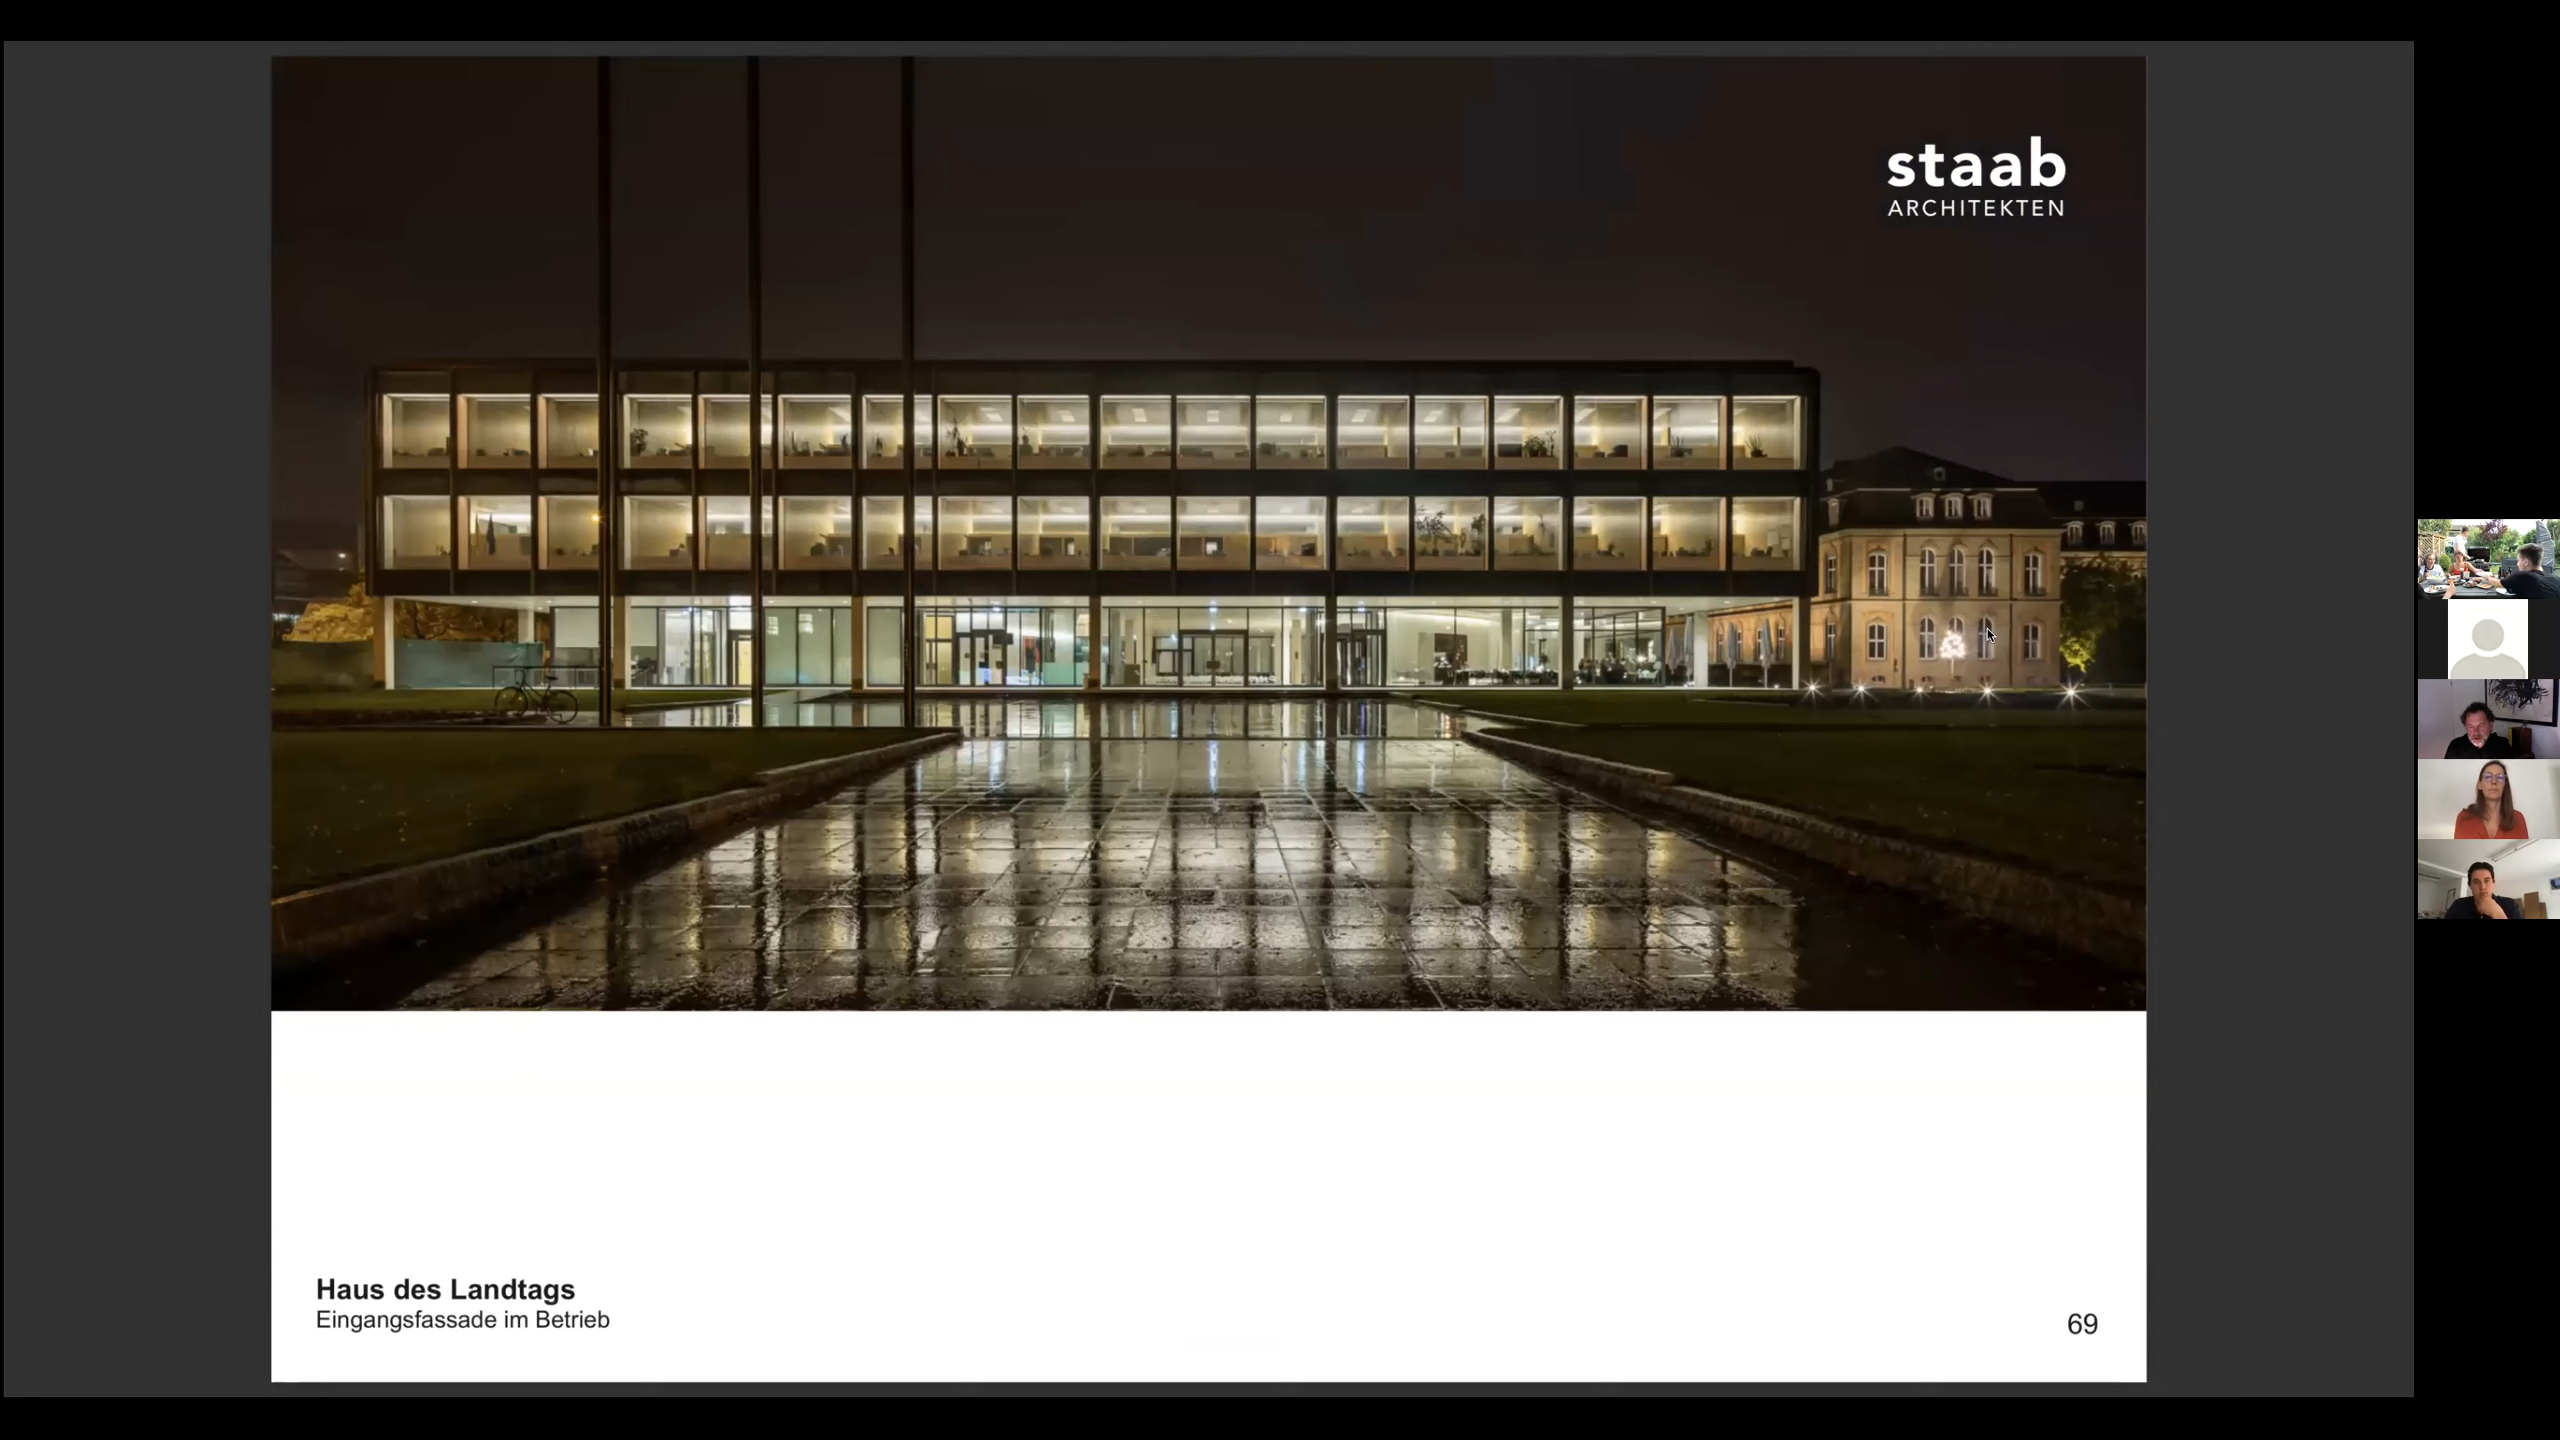 staab
ARCHITEKTEN
Haus des Landtags
Eingangsfassade im Betrieb
69